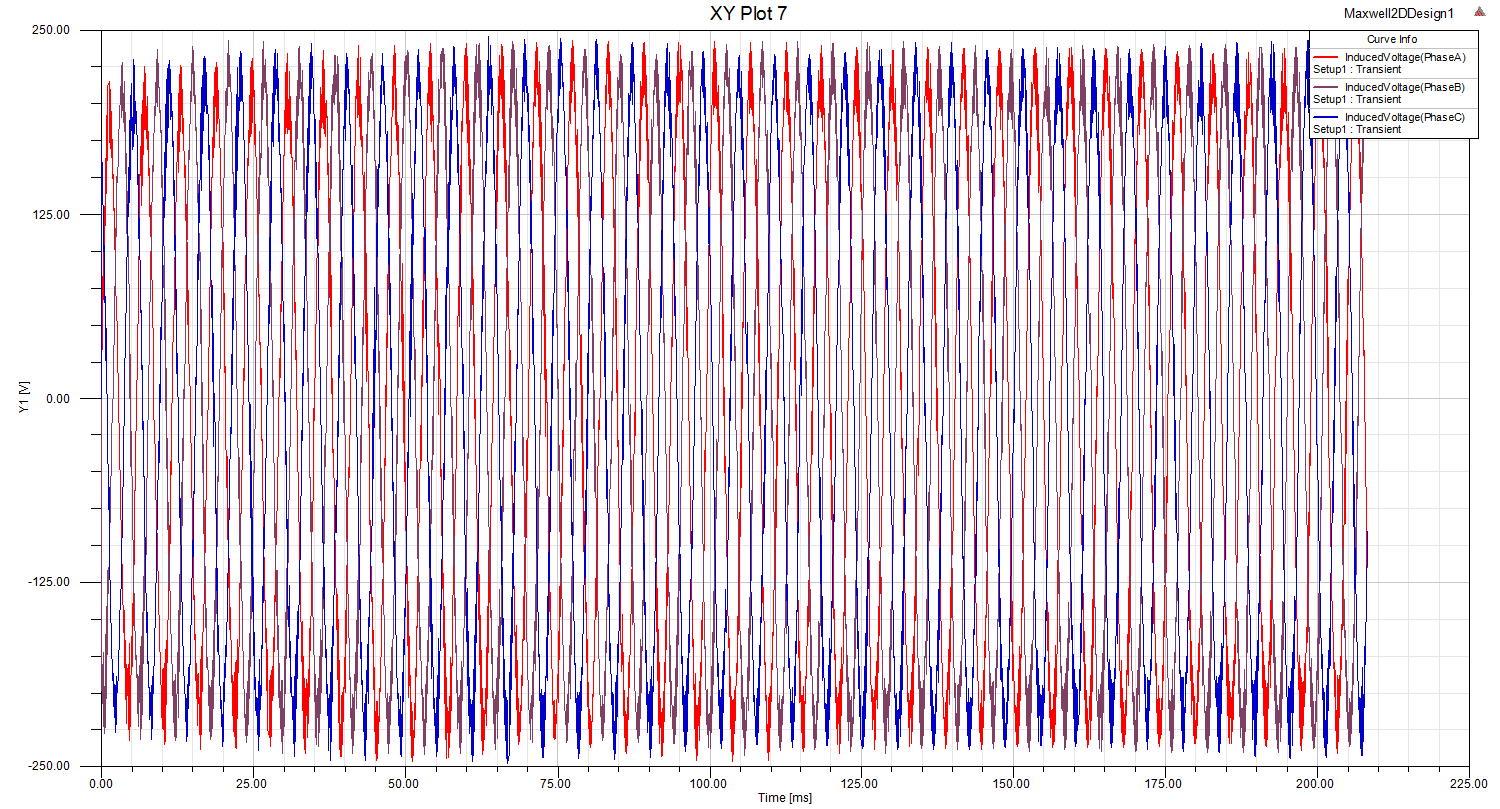 XY Plot 7
Maxwell2DDesign1
Curve Info
InducedVoltage(PhaseA)
Setup1 : Transient
InducedVoltage(PhaseB)
Setup1 : Transient
InducedVoltage(PhaseC)
Setup1 : Transient
250.00
125.00
0.00
-125.00
-250.00
Y1 [V]
0.00 25.00 50.00 75.00 100.00 125.00 150.00 175.00 200.00 225.00
Time [ms]